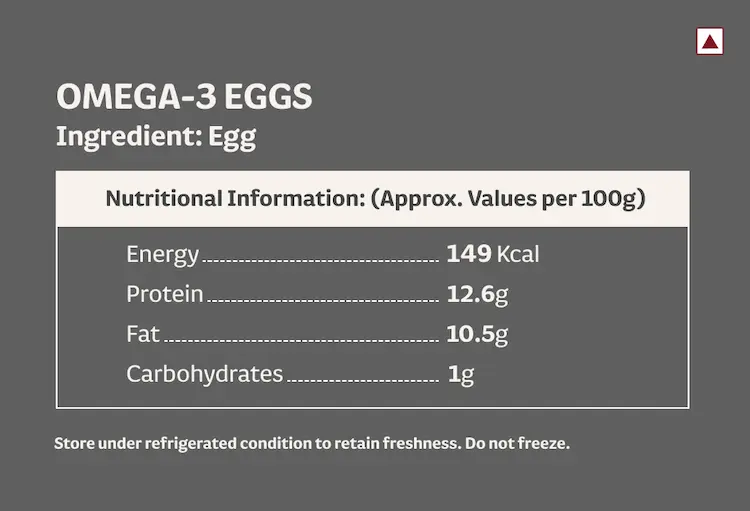 OMEGA-3 EGGS
Ingredient: Egg
Nutritional Information: (Approx. Values per 100g)
Energy 149 Kcal
Protein 12.6g
Fat 10.5g
Carbohydrates 1g
Store under refrigerated condition to retain freshness. Do not freeze.